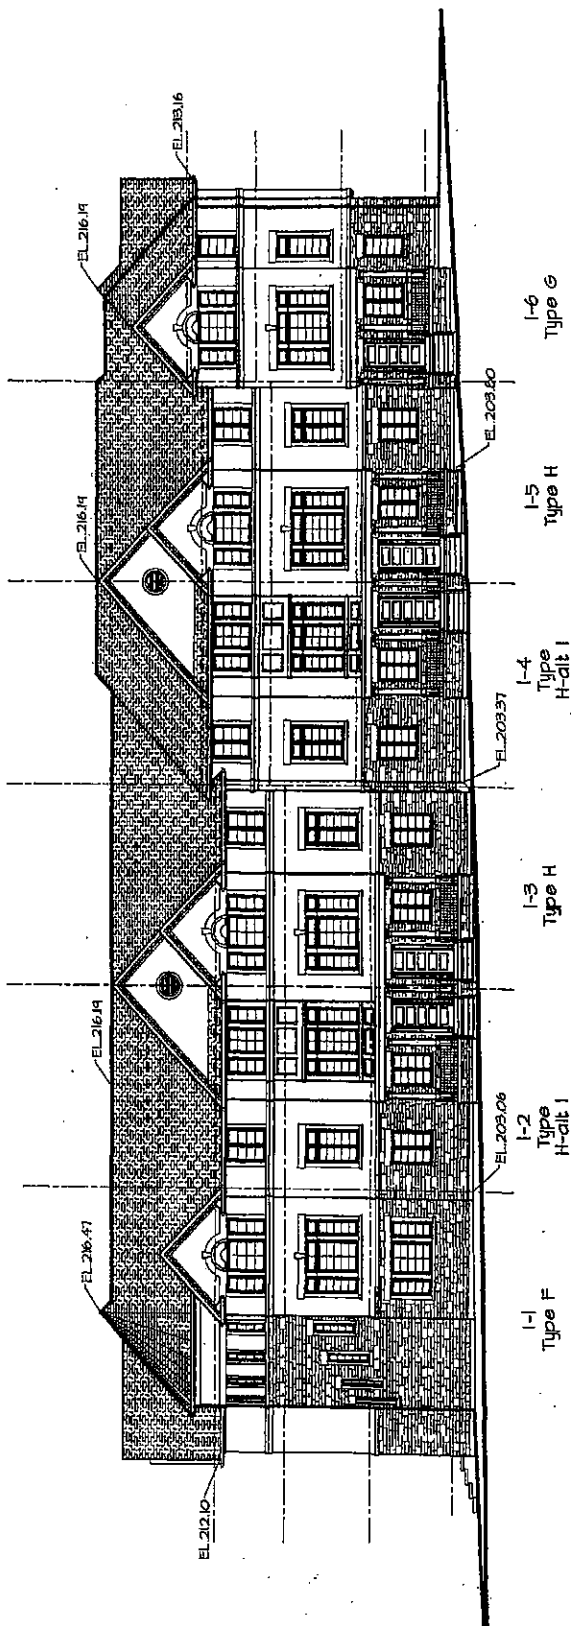 EL.216.47
EL.216.19
EL.216.19
EL.216.19
EL.213.16
EL.212.10
EL.203.06
EL.203.37
EL.203.80
1-1
Type F
1-2
Type
H-alt 1
1-3
Type H
1-4
Type
H-alt 1
1-5
Type H
1-6
Type G